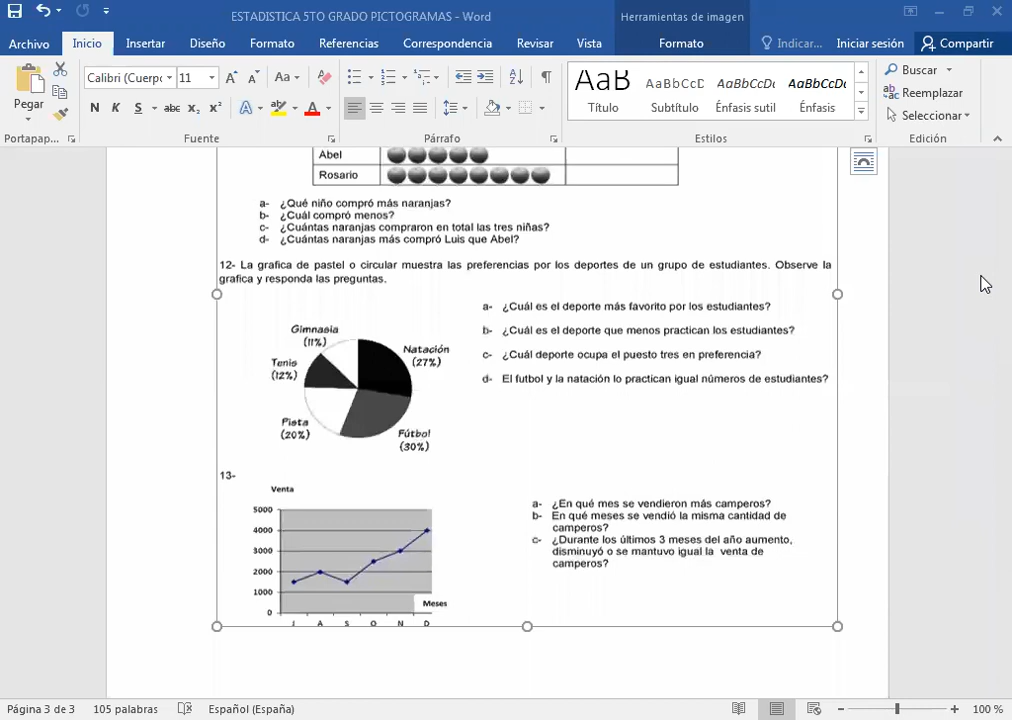 ESTADISTICA 5TO GRADO PICTOGRAMAS - Word
Herramientas de imagen
Archivo Inicio Insertar Diseño Formato Referencias Correspondencia Revisar Vista Formato Indicar... Iniciar sesión Compartir
Calibri (Cuerpo 11 Aa
AaB AaBbCcD AaBbCcDc AaBbCcDc
Buscar
Reemplazar
Seleccionar
Pegar
N K S abc x₂ x² A aby A
Título Subtítulo Énfasis sutil Énfasis
Portapap... Fuente Párrafo Estilos Edición
Abel
Rosario
a- ¿Qué niño compró más naranjas?
b- ¿Cuál compró menos?
c- ¿Cuántas naranjas compraron en total las tres niñas?
d- ¿Cuántas naranjas más compró Luis que Abel?
12- La grafica de pastel o circular muestra las preferencias por los deportes de un grupo de estudiantes. Observe la
grafica y responda las preguntas.
Gimnasia
(11%)
Natación
(27%)
Tenis
(12%)
Pista
(20%)
Fútbol
(30%)
a- ¿Cuál es el deporte más favorito por los estudiantes?
b- ¿Cuál es el deporte que menos practican los estudiantes?
c- ¿Cuál deporte ocupa el puesto tres en preferencia?
d- El futbol y la natación lo practican igual números de estudiantes?
13-
Venta
5000
4000
3000
2000
1000
0
J A S O N D
Meses
a- ¿En qué mes se vendieron más camperos?
b- En qué meses se vendió la misma cantidad de
camperos?
c- ¿Durante los últimos 3 meses del año aumento,
disminuyó o se mantuvo igual la venta de
camperos?
Página 3 de 3 105 palabras Español (España) 100 %